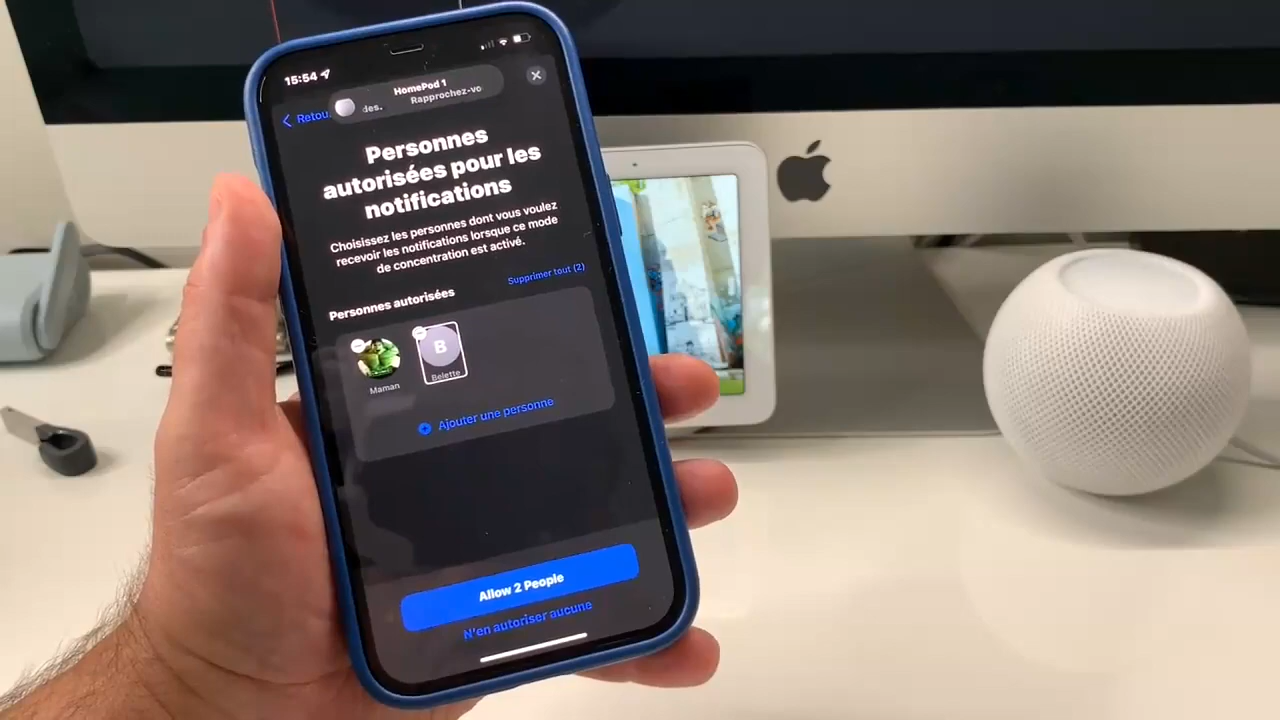 15:54
HomePod 1
des. Rapprochez-vo
Retou
Personnes
autorisées pour les
notifications
Choisissez les personnes dont vous voulez
recevoir les notifications lorsque ce mode
de concentration est activé.
Supprimer tout (2)
Personnes autorisées
B
Maman
Belette
Ajouter une personne
Allow 2 People
N'en autoriser aucune